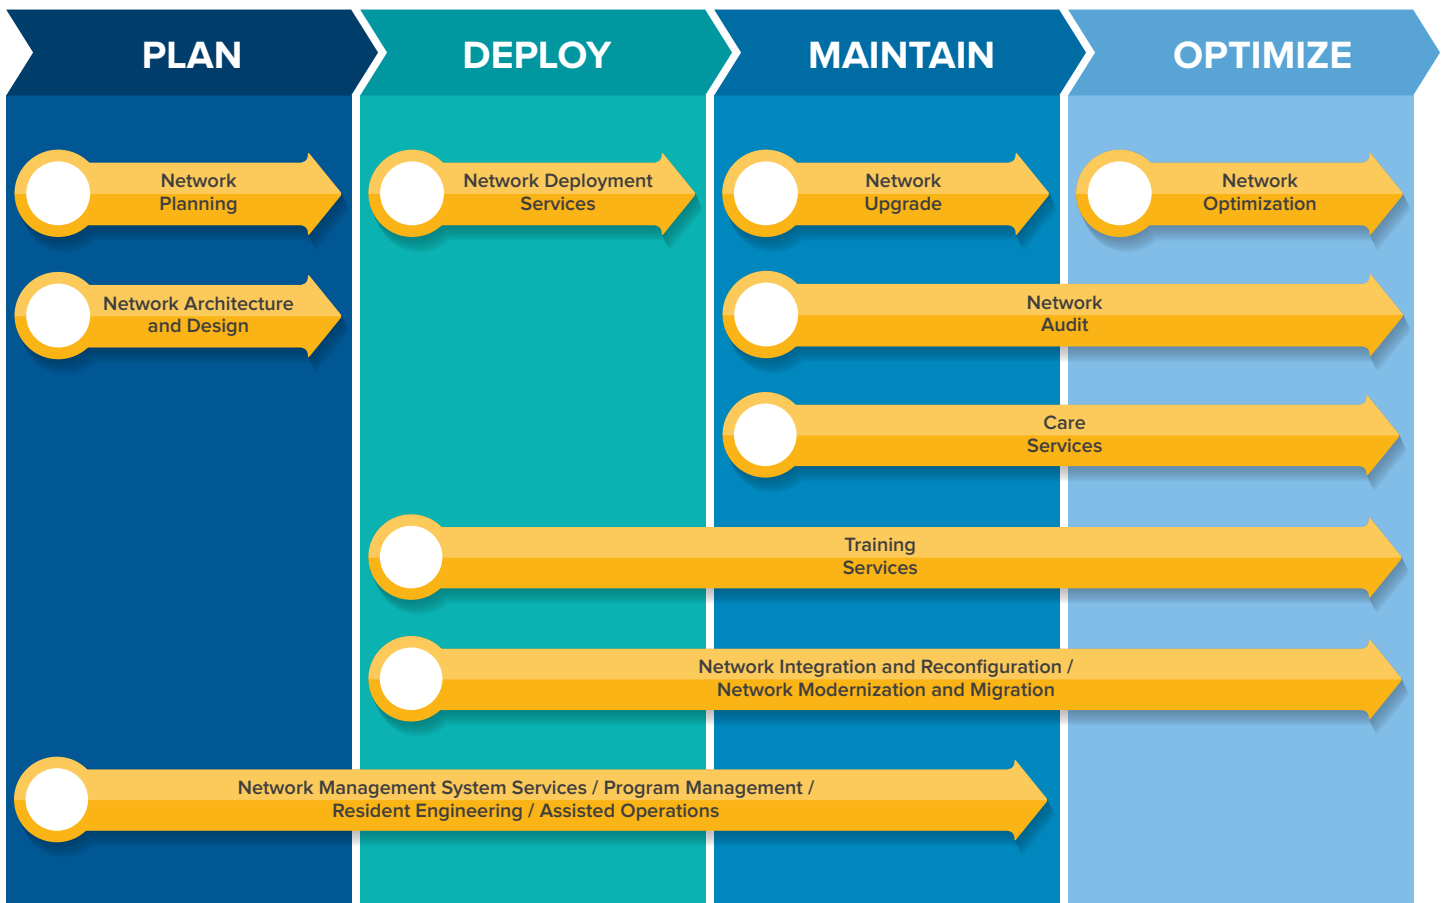 PLAN
DEPLOY
MAINTAIN
OPTIMIZE
Network
Planning
Network Deployment
Services
Network
Upgrade
Network
Optimization
Network Architecture
and Design
Network
Audit
Care
Services
Training
Services
Network Integration and Reconfiguration /
Network Modernization and Migration
Network Management System Services / Program Management /
Resident Engineering / Assisted Operations